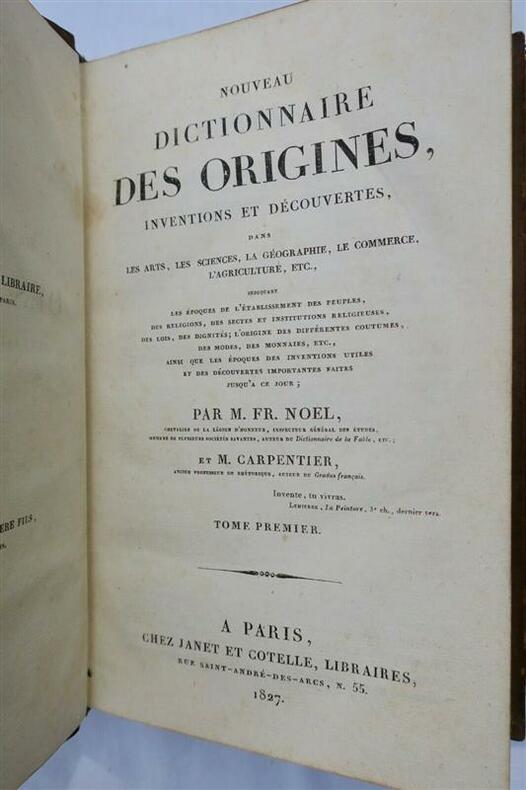 NOUVEAU
DICTIONNAIRE
DES ORIGINES,
INVENTIONS ET DÉCOUVERTES,
DANS
LES ARTS, LES SCIENCES, LA GÉOGRAPHIE, LE COMMERCE,
L'AGRICULTURE, ETC.,
INDIQUANT
LES ÉPOQUES DE L'ÉTABLISSEMENT DES PEUPLES,
DES RELIGIONS, DES SECTES ET INSTITUTIONS RELIGIEUSES,
DES LOIS, DES DIGNITÉS; L'ORIGINE DES DIFFÉRENTES COUTUMES,
DES MODES, DES MONNAIES, ETC.,
AINSI QUE LES ÉPOQUES DES INVENTIONS UTILES
ET DES DÉCOUVERTES IMPORTANTES FAITES
JUSQU'A CE JOUR;
PAR M. FR. NOEL,
CHEVALIER DE LA LÉGION D'HONNEUR, INSPECTEUR GÉNÉRAL DES ÉTUDES,
MEMBRE DE PLUSIEURS SOCIÉTÉS SAVANTES, AUTEUR DU Dictionnaire de la Fable, ETC.;
ET M. CARPENTIER,
ANCIEN PROFESSEUR DE RHÉTORIQUE, AUTEUR DU Gradus français.
Invente, tu vivras.
LEMIERRE, La Peinture, 3e ch., dernier vers.
TOME PREMIER.
A PARIS,
CHEZ JANET ET COTELLE, LIBRAIRES,
RUE SAINT-ANDRÉ-DES-ARCS, N. 55.
1827.
LIBRAIRE,
PARIS.
ERE FILS,